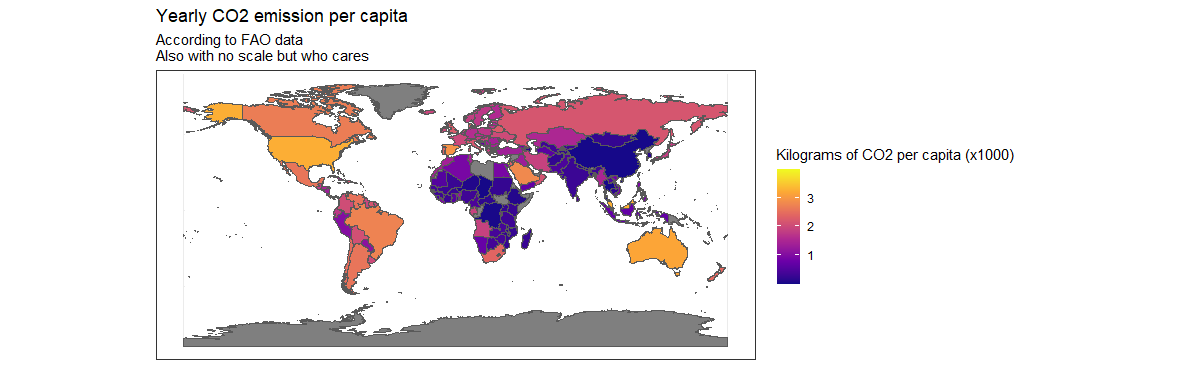 Yearly CO2 emission per capita
According to FAO data
Also with no scale but who cares
Kilograms of CO2 per capita (x1000)
3
2
1